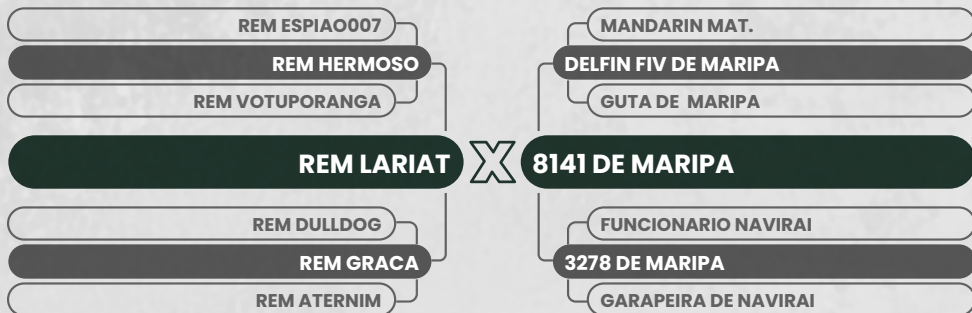 REM ESPIAO007
MANDARIN MAT.
REM HERMOSO
DELFIN FIV DE MARIPA
REM VOTUPORANGA
GUTA DE MARIPA
REM LARIAT X 8141 DE MARIPA
REM DULLDOG
FUNCIONARIO NAVIRAI
REM GRACA
3278 DE MARIPA
REM ATERNIM
GARAPEIRA DE NAVIRAI